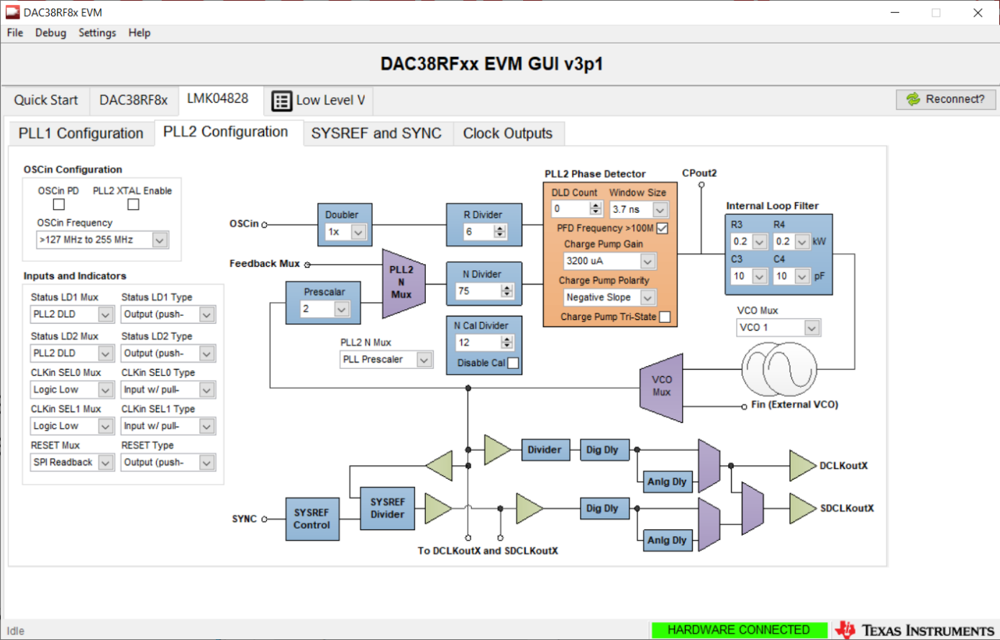 DAC38RF8x EVM
File Debug Settings Help
DAC38RFxx EVM GUI v3p1
Quick Start DAC38RF8x LMK04828 Low Level V Reconnect?
PLL1 Configuration PLL2 Configuration SYSREF and SYNC Clock Outputs
OSCin Configuration
OSCin PD PLL2 XTAL Enable
OSCin Frequency
>127 MHz to 255 MHz
Inputs and Indicators
Status LD1 Mux Status LD1 Type
PLL2 DLD Output (push-
Status LD2 Mux Status LD2 Type
PLL2 DLD Output (push-
CLKin SEL0 Mux CLKin SEL0 Type
Logic Low Input w/ pull-
CLKin SEL1 Mux CLKin SEL1 Type
Logic Low Input w/ pull-
RESET Mux RESET Type
SPI Readback Output (push-
OSCin
Doubler
1x
R Divider
6
Feedback Mux
PLL2
N
Mux
Prescalar
2
N Divider
75
N Cal Divider
12
Disable Cal
PLL2 N Mux
PLL Prescaler
PLL2 Phase Detector
DLD Count Window Size
0 3.7 ns
PFD Frequency >100M
Charge Pump Gain
3200 uA
Charge Pump Polarity
Negative Slope
Charge Pump Tri-State
CPout2
Internal Loop Filter
R3 R4
0.2 0.2 kW
C3 C4
10 10 pF
VCO Mux
VCO 1
VCO
Mux
Fin (External VCO)
Divider Dig Dly
Anlg Dly
DCLKoutX
SYNC
SYSREF
Control
SYSREF
Divider
Dig Dly
Anlg Dly
SDCLKoutX
To DCLKoutX and SDCLKoutX
Idle HARDWARE CONNECTED TEXAS INSTRUMENTS